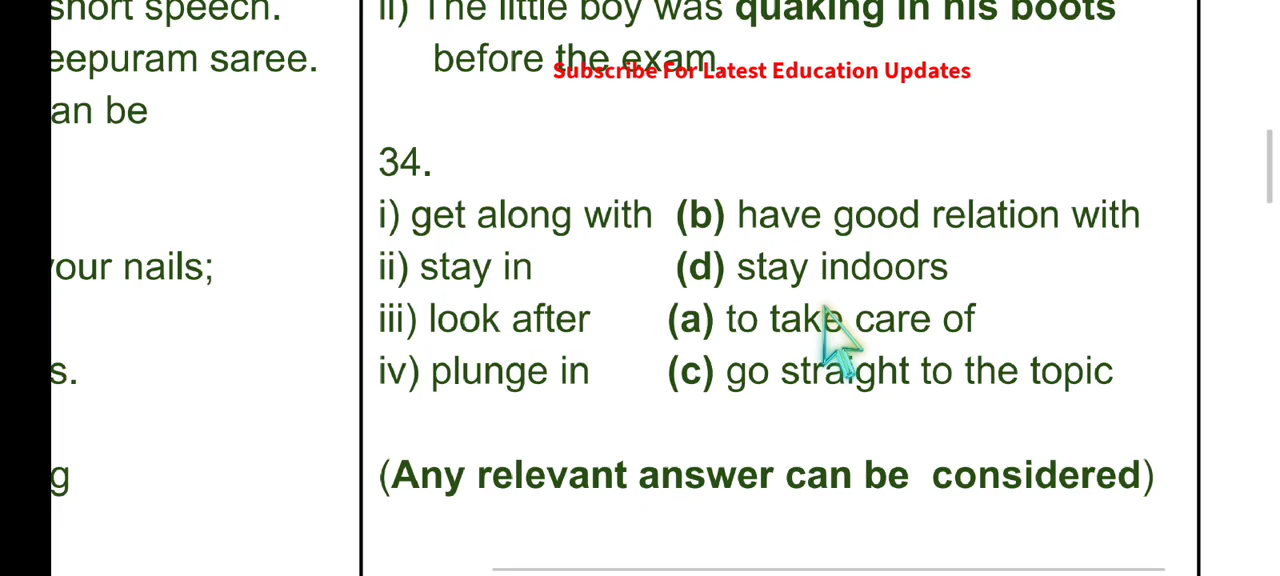 short speech.
eepuram saree.
an be
our nails;
s.
g
ii) The little boy was quaking in his boots
before the exam.
Subscribe For Latest Education Updates
34.
i) get along with (b) have good relation with
ii) stay in (d) stay indoors
iii) look after (a) to take care of
iv) plunge in (c) go straight to the topic
(Any relevant answer can be considered)